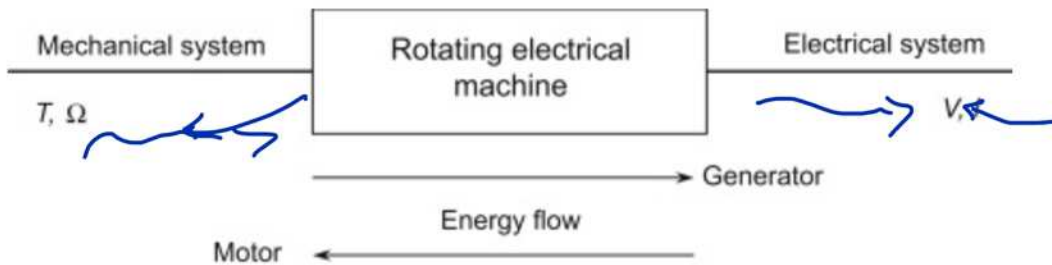 Mechanical system
Rotating electrical
machine
Electrical system
T, Ω
V,
Generator
Energy flow
Motor